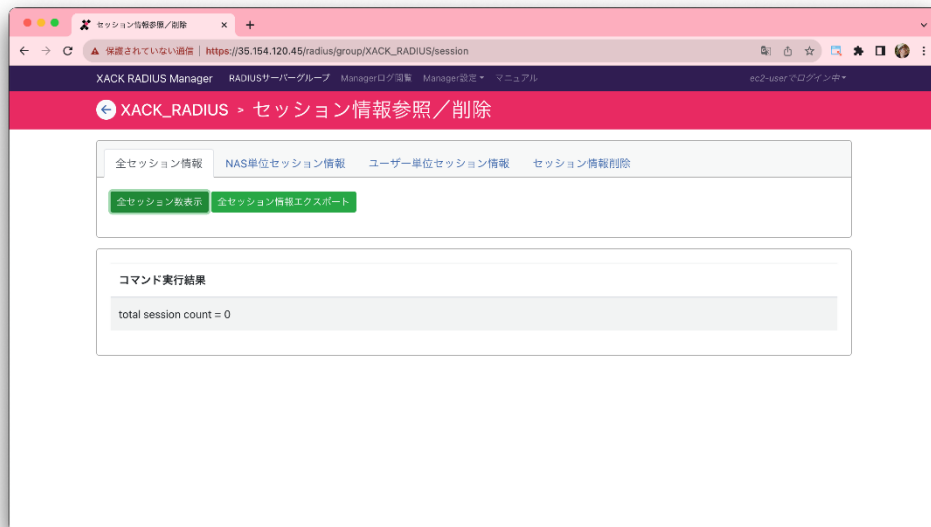 セッション情報参照／削除
保護されていない通信 | https://35.154.120.45/radius/group/XACK_RADIUS/session
XACK RADIUS Manager RADIUSサーバーグループ Managerログ閲覧 Manager設定 マニュアル ec2-userでログイン中
XACK_RADIUS > セッション情報参照／削除
全セッション情報 NAS単位セッション情報 ユーザー単位セッション情報 セッション情報削除
全セッション数表示 全セッション情報エクスポート
コマンド実行結果
total session count = 0